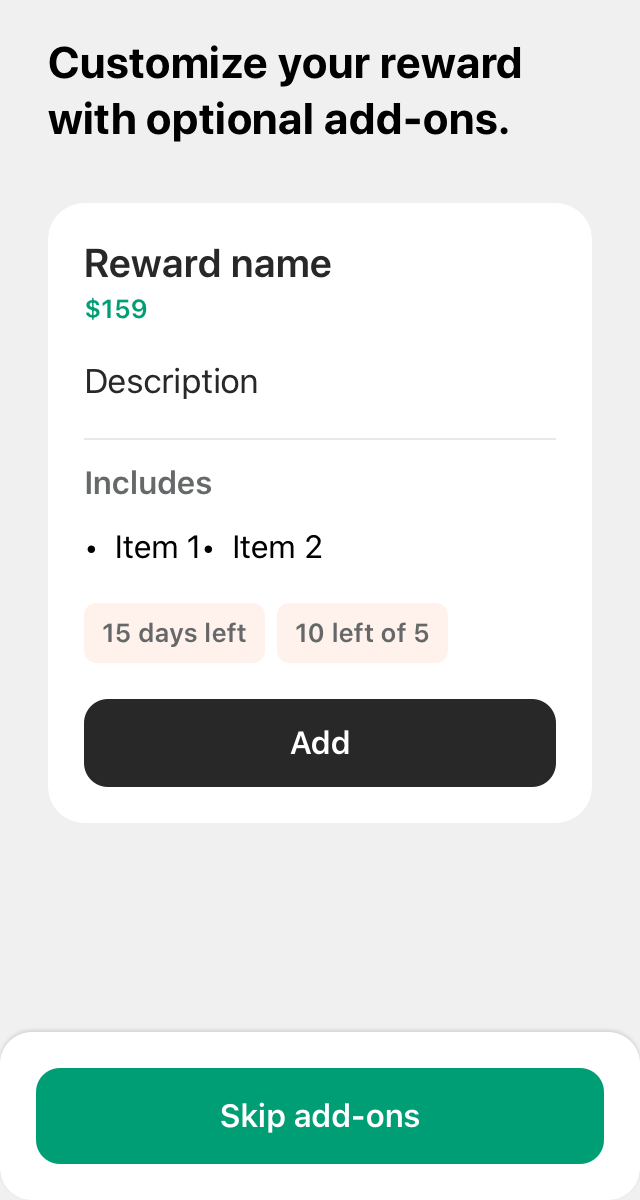 Customize your reward
with optional add-ons.
Reward name
$159
Description
Includes
• Item 1• Item 2
15 days left 10 left of 5
Add
Skip add-ons